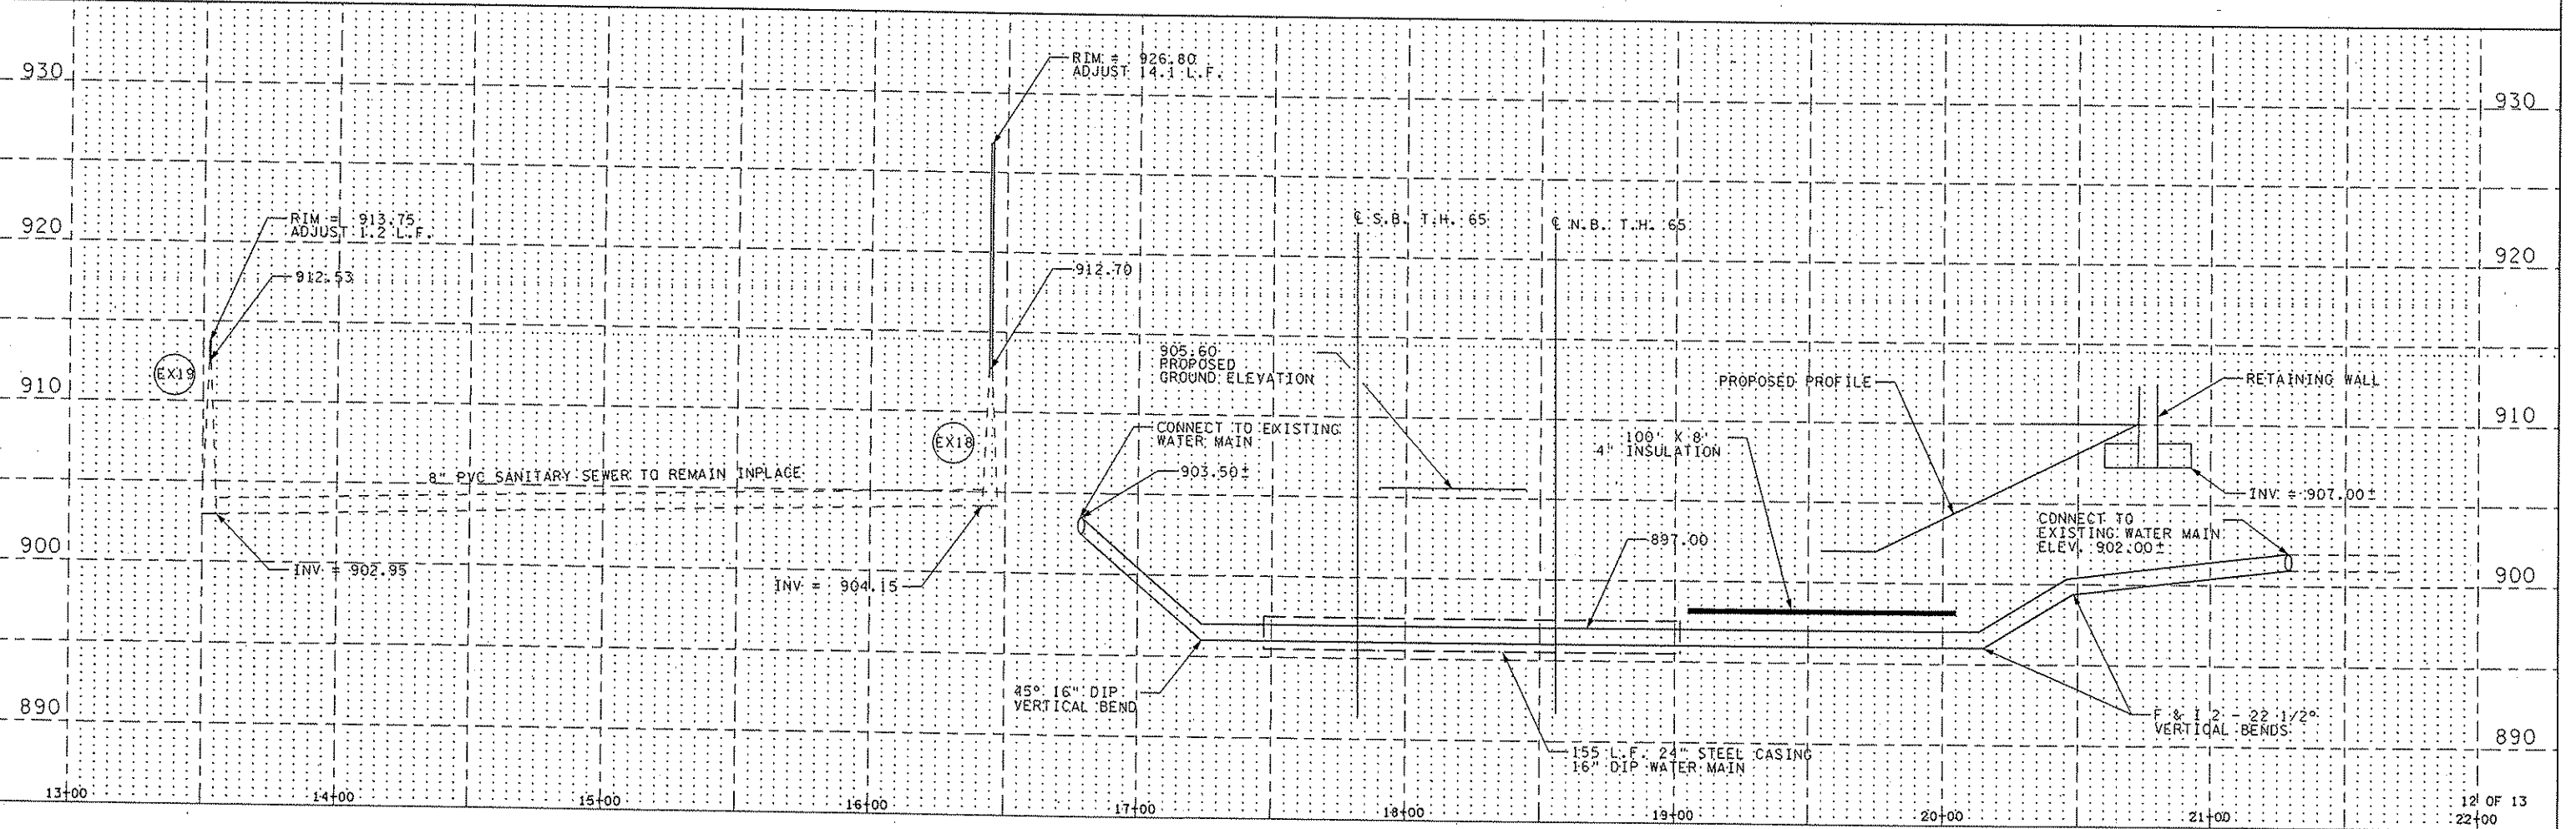 RIM = 926.80
ADJUST 14.1 L.F.
930
930
RIM = 913.75
ADJUST 1.2 L.F.
920
℄ S.B. T.H. 65
℄ N.B. T.H. 65
920
912.53
912.70
905.60
PROPOSED
GROUND ELEVATION
EX19
910
PROPOSED PROFILE
RETAINING WALL
910
EX18
CONNECT TO EXISTING
WATER MAIN
100' X 8'
4" INSULATION
8" PVC SANITARY SEWER TO REMAIN INPLACE
903.50±
INV = 907.00±
CONNECT TO
EXISTING WATER MAIN
ELEV. 902.00±
900
INV = 902.95
INV = 904.15
897.00
900
45° 16" DIP
VERTICAL BEND
890
F & I 2 - 22 1/2°
VERTICAL BENDS
155 L.F. 24" STEEL CASING
16" DIP WATER MAIN
890
13+00
14+00
15+00
16+00
17+00
18+00
19+00
20+00
21+00
22+00
12 OF 13